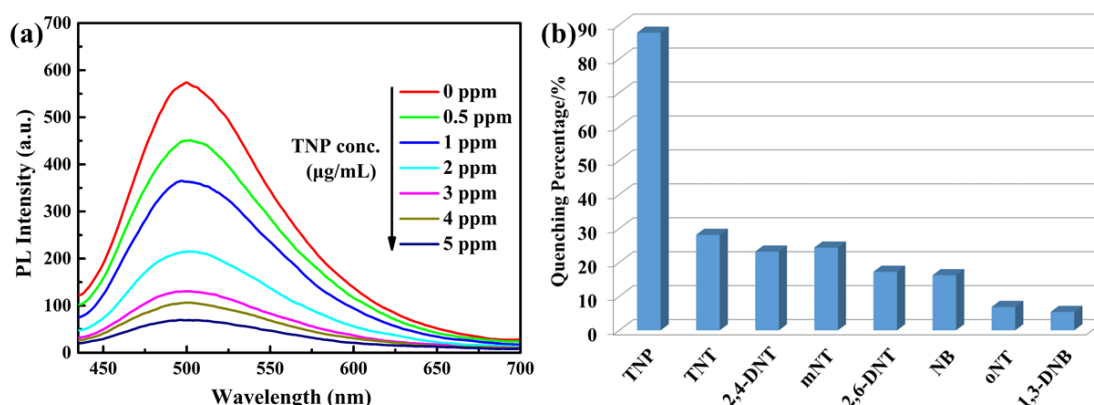 (a)
700
600
500
400
300
200
100
0
PL Intensity (a.u.)
450
500
550
600
650
700
Wavelength (nm)
TNP conc.
(μg/mL)
0 ppm
0.5 ppm
1 ppm
2 ppm
3 ppm
4 ppm
5 ppm
(b)
90
80
70
60
50
40
30
20
10
0
Quenching Percentage/%
TNP
TNT
2,4-DNT
mNT
2,6-DNT
NB
oNT
1,3-DNB